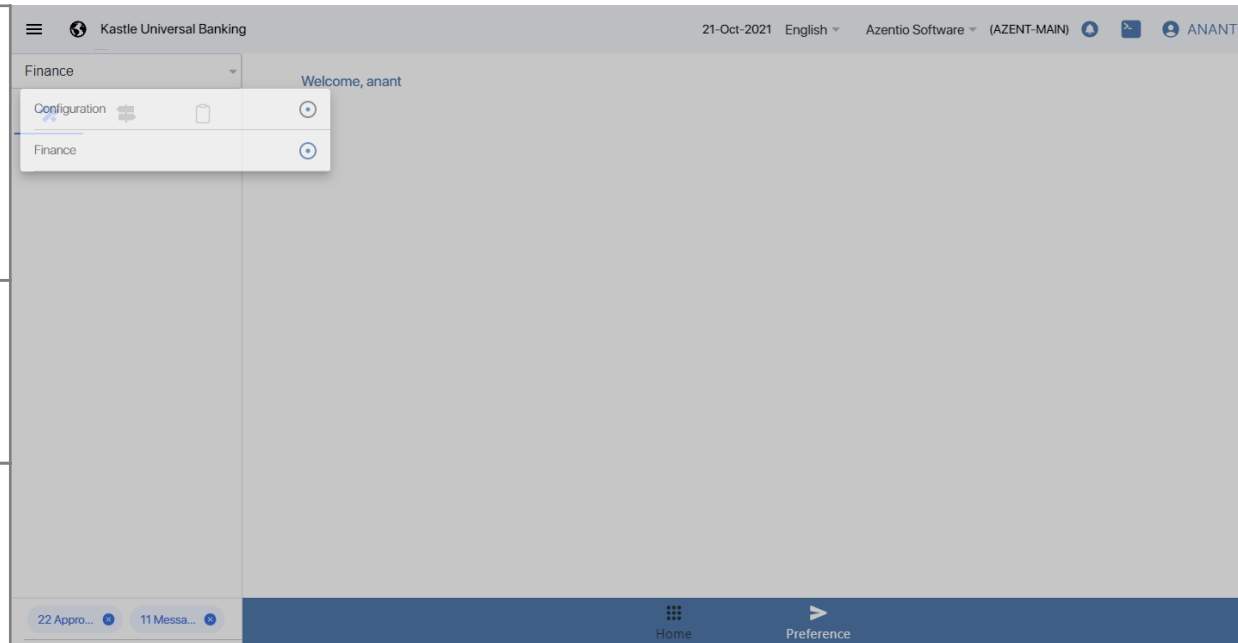 Kastle Universal Banking 21-Oct-2021 English Azentio Software (AZENT-MAIN) ANANT
Finance
Welcome, anant
Configuration
Finance
22 Appro... 11 Messa...
Home Preference